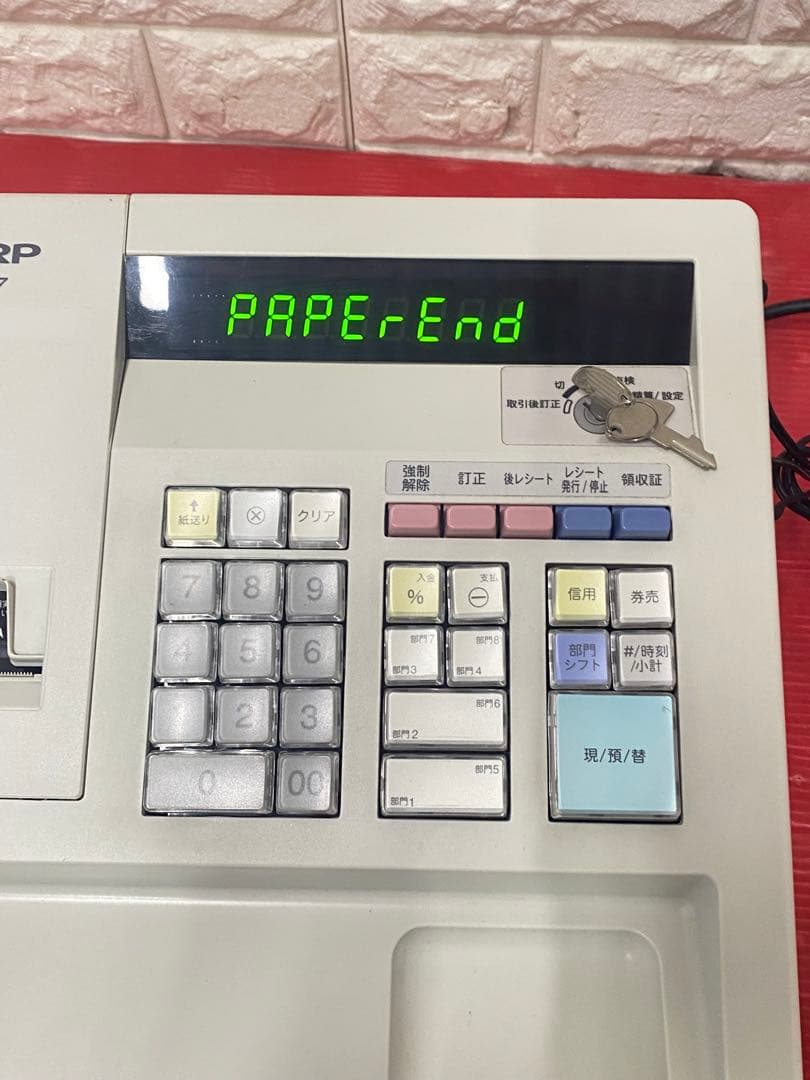 RP
7
PAPErEnd
切
点検
精算/設定
取引後訂正
強制
解除
訂正
後レシート
レシート
発行/停止
領収証
↑
紙送り
⊗
クリア
7
8
9
入金
%
支払
⊖
信用
券売
4
5
6
部門7
部門3
部門8
部門4
部門
シフト
#/時刻
/小計
1
2
3
部門6
部門2
現/預/替
0
00
部門5
部門1